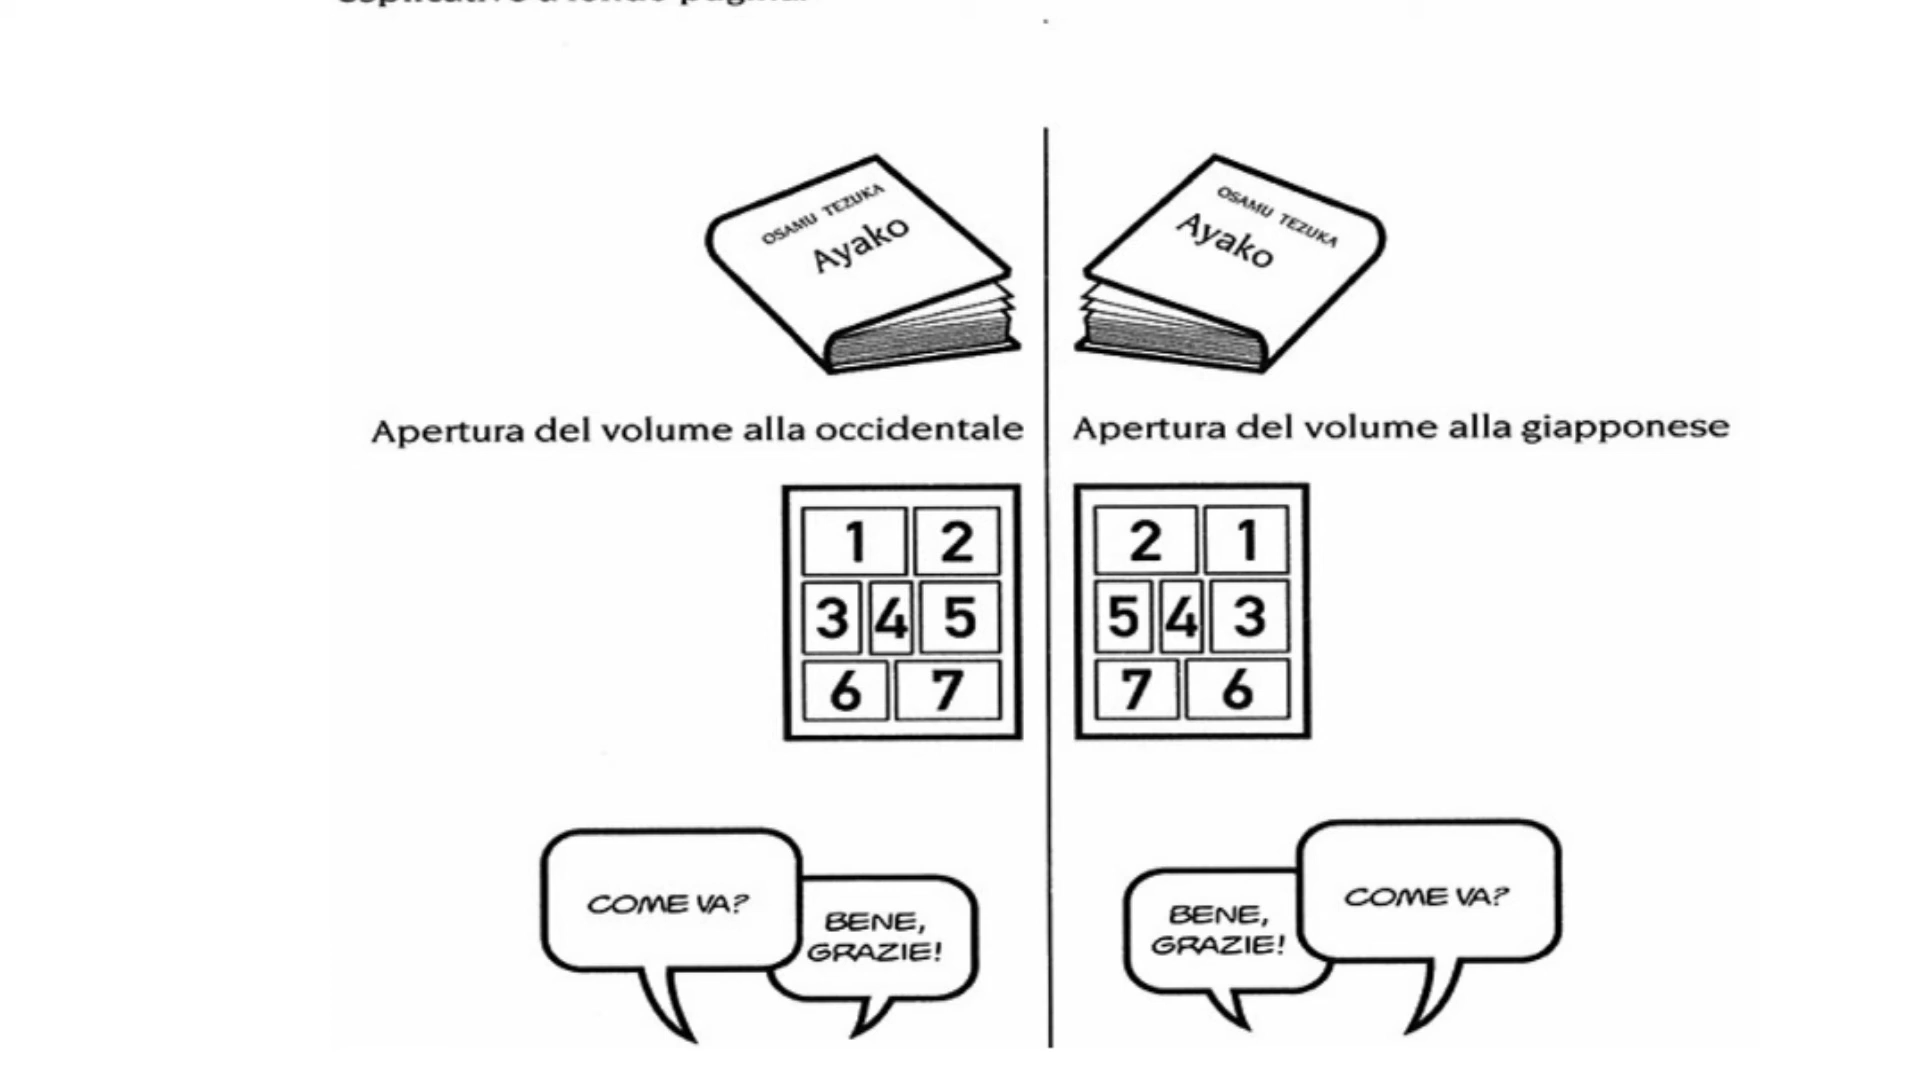 OSAMU TEZUKA
Ayako
Apertura del volume alla occidentale
1 2
3 4 5
6 7
COME VA?
BENE,
GRAZIE!
OSAMU TEZUKA
Ayako
Apertura del volume alla giapponese
2 1
5 4 3
7 6
COME VA?
BENE,
GRAZIE!